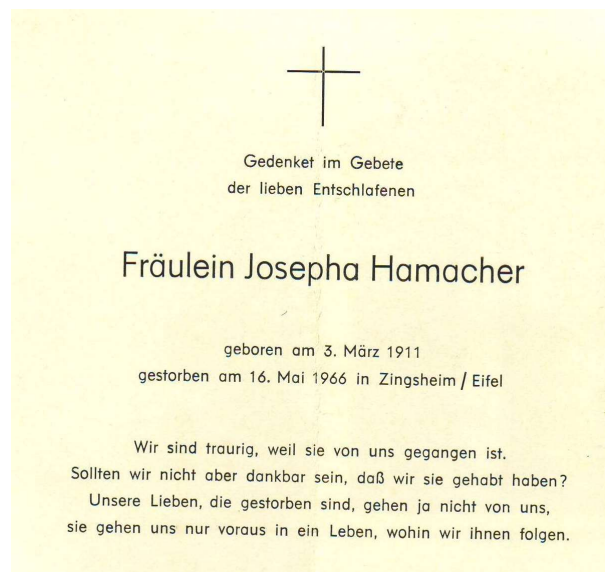 Gedenket im Gebete
der lieben Entschlafenen
Fräulein Josepha Hamacher
geboren am 3. März 1911
gestorben am 16. Mai 1966 in Zingsheim / Eifel
Wir sind traurig, weil sie von uns gegangen ist.
Sollten wir nicht aber dankbar sein, daß wir sie gehabt haben?
Unsere Lieben, die gestorben sind, gehen ja nicht von uns,
sie gehen uns nur voraus in ein Leben, wohin wir ihnen folgen.